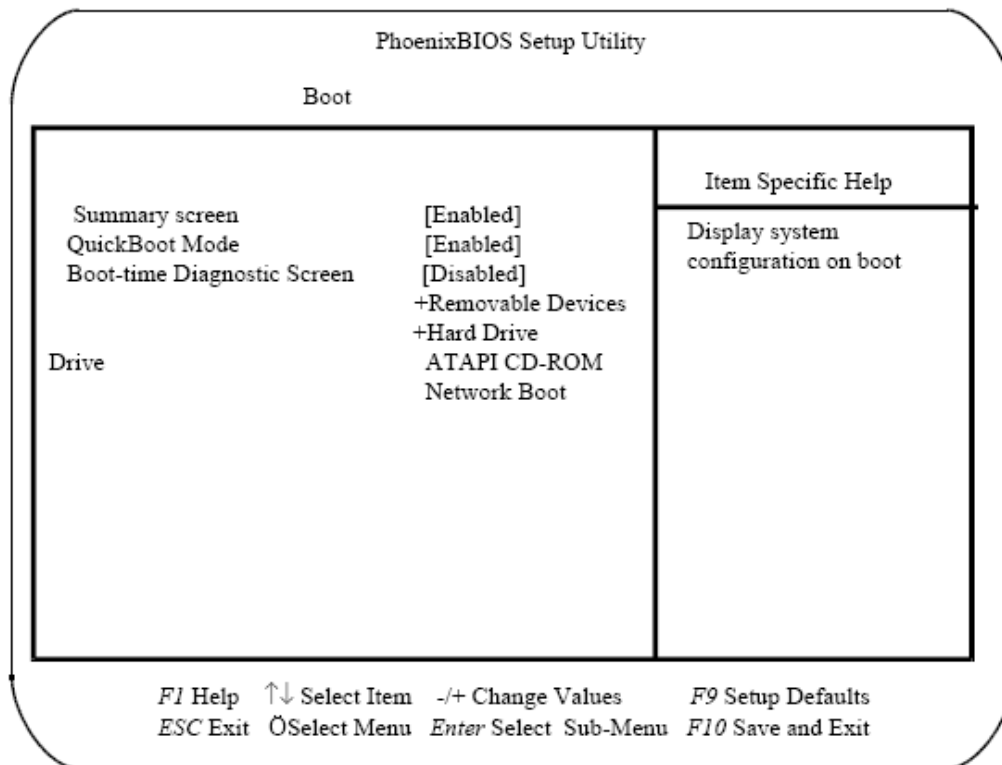 PhoenixBIOS Setup Utility
Boot
Item Specific Help
Summary screen [Enabled]
QuickBoot Mode [Enabled]
Boot-time Diagnostic Screen [Disabled]
+Removable Devices
+Hard Drive
Drive ATAPI CD-ROM
Network Boot
Display system
configuration on boot
F1 Help ↑↓ Select Item -/+ Change Values F9 Setup Defaults
ESC Exit ÖSelect Menu Enter Select Sub-Menu F10 Save and Exit